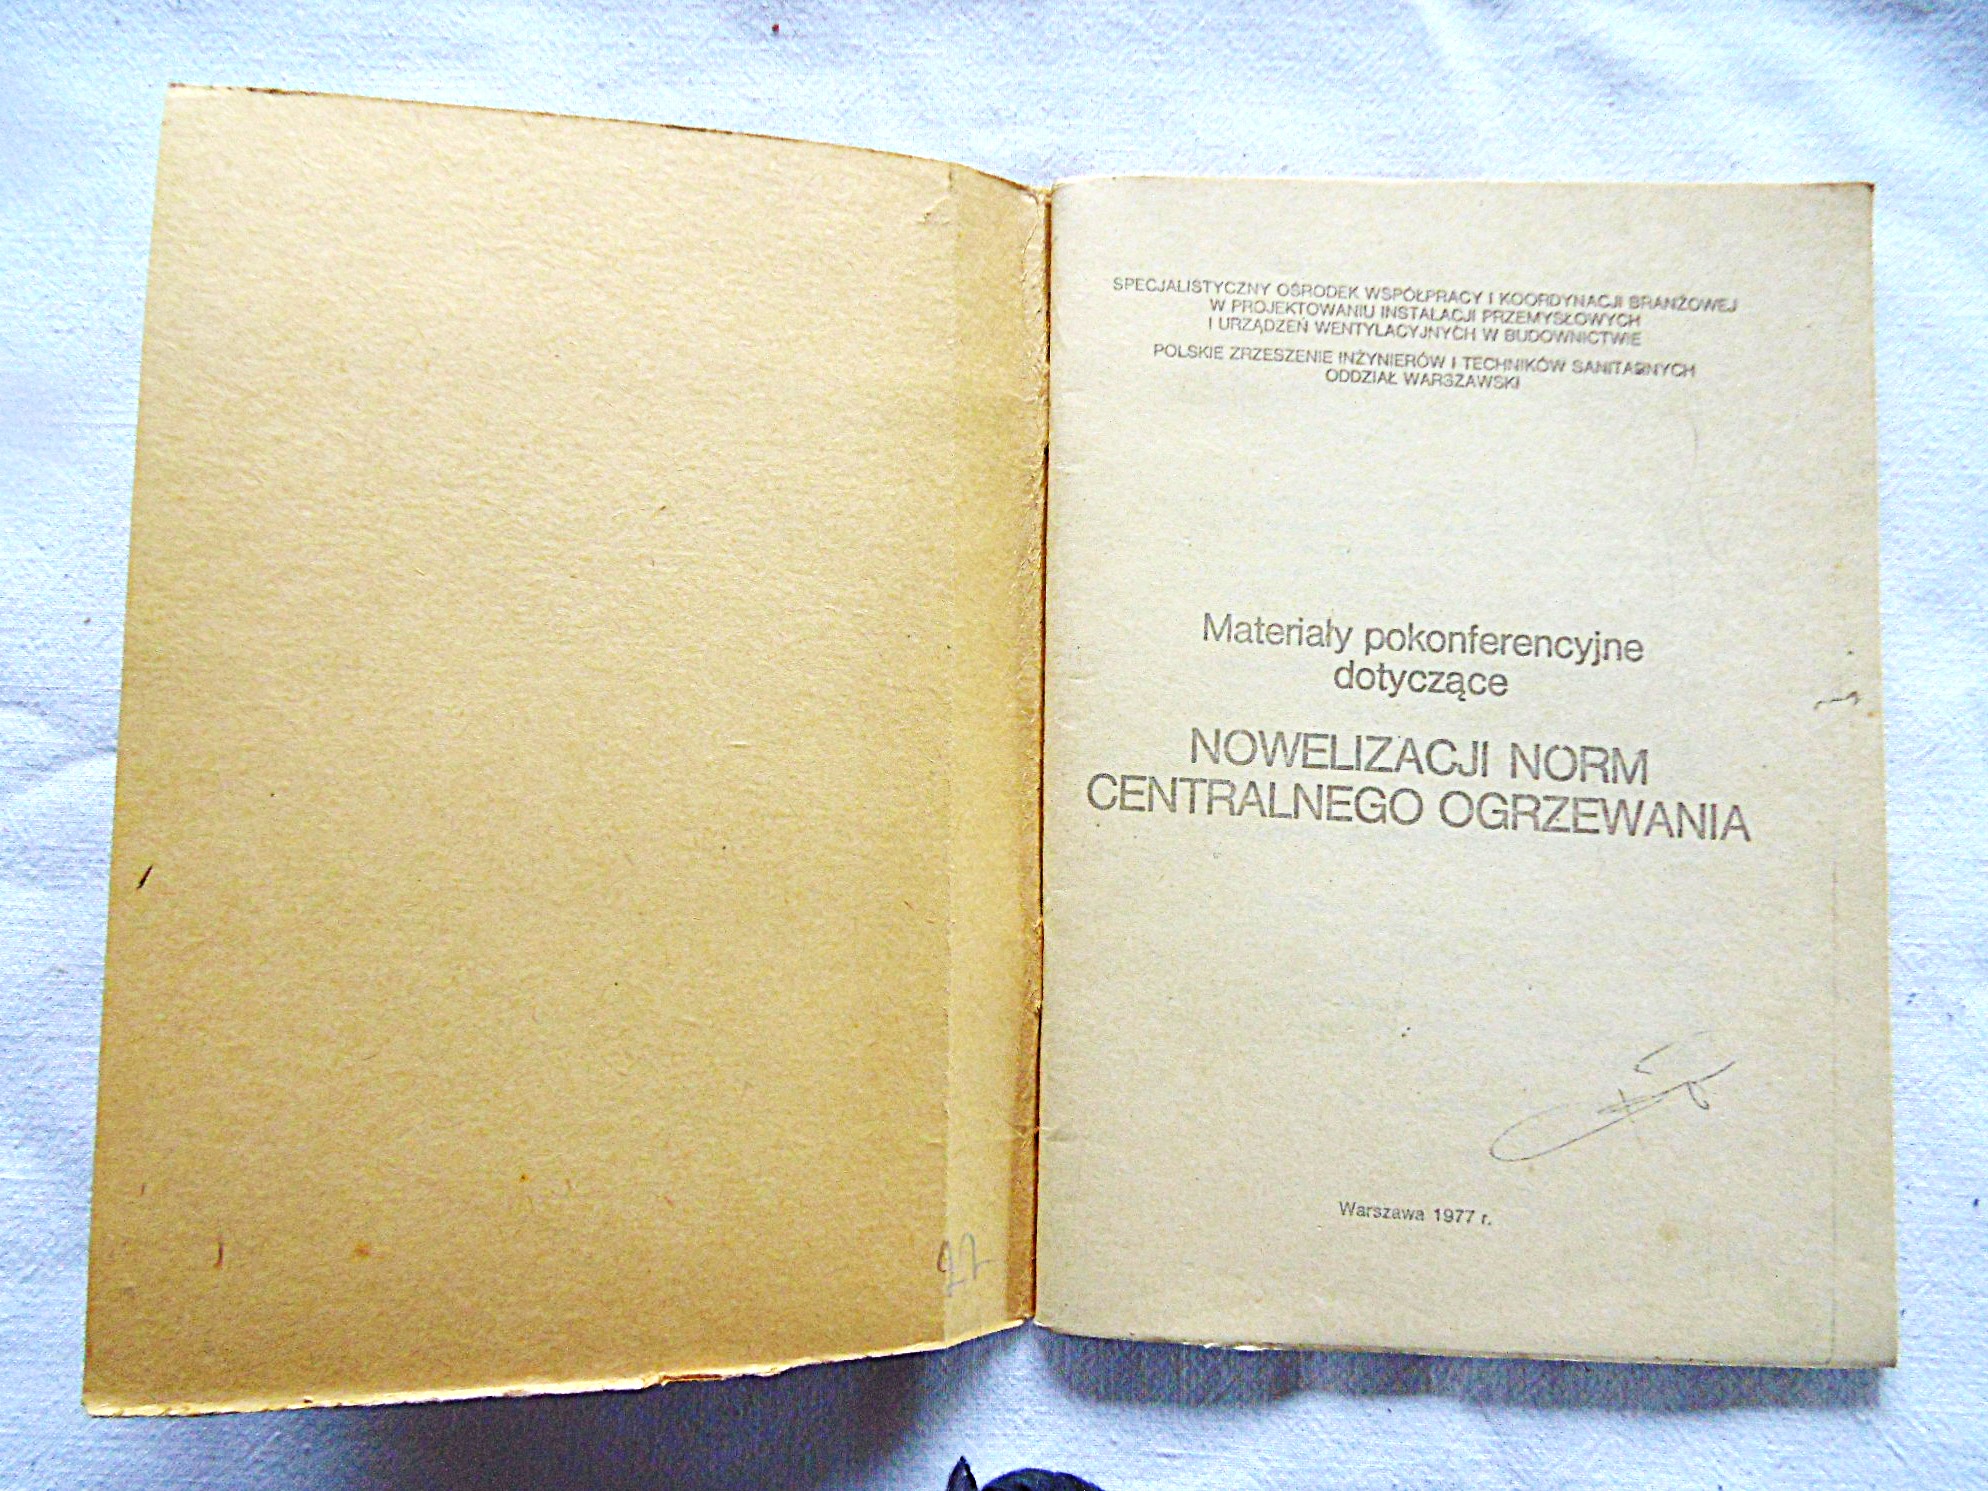 SPECJALISTYCZNY OŚRODEK WSPÓŁPRACY I KOORDYNACJI BRANŻOWEJ
W PROJEKTOWANIU INSTALACJI PRZEMYSŁOWYCH
I URZĄDZEŃ WENTYLACYJNYCH W BUDOWNICTWIE
POLSKIE ZRZESZENIE INŻYNIERÓW I TECHNIKÓW SANITARNYCH
ODDZIAŁ WARSZAWSKI
Materiały pokonferencyjne
dotyczące
NOWELIZACJI NORM
CENTRALNEGO OGRZEWANIA
Warszawa 1977 r.